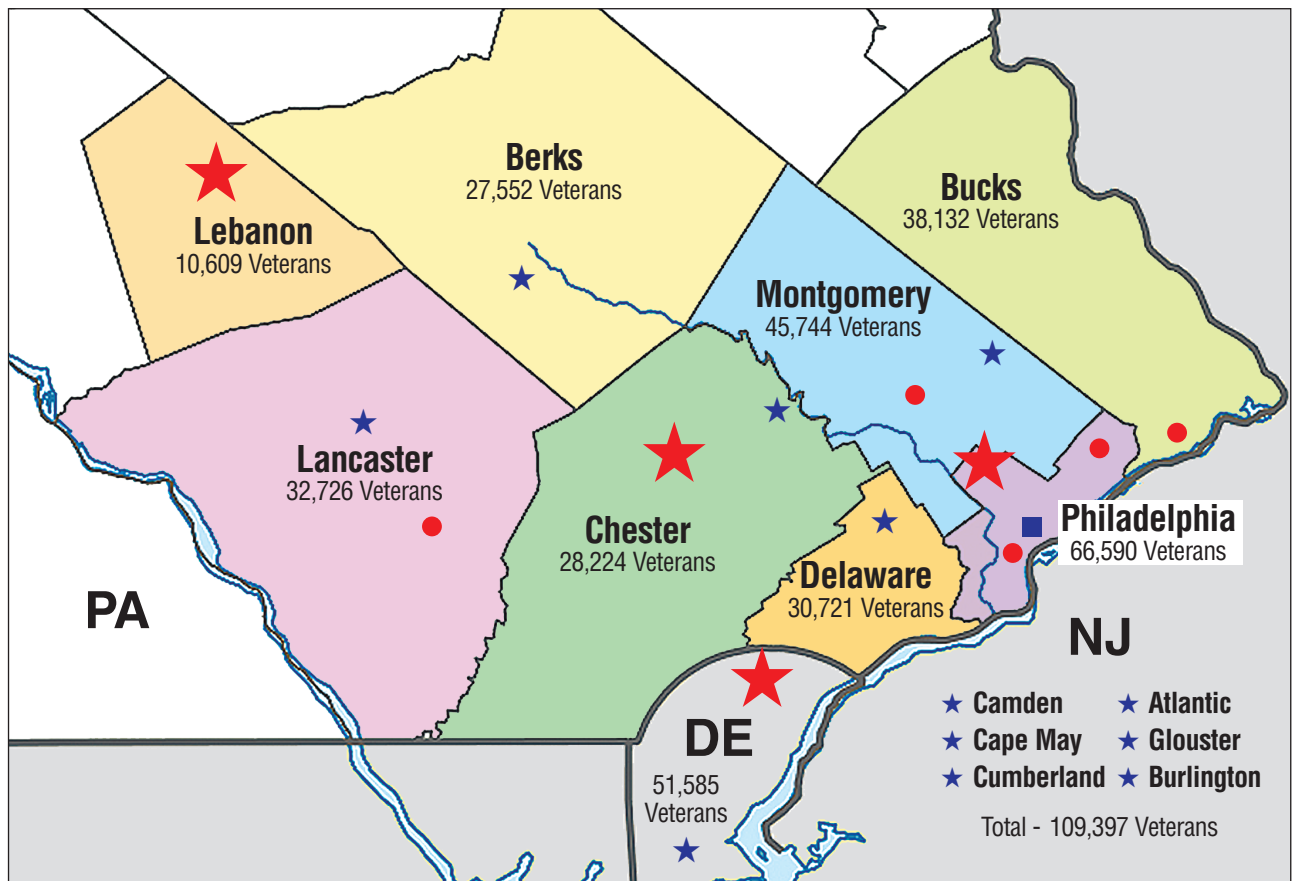 Berks
27,552 Veterans
Bucks
38,132 Veterans
Lebanon
10,609 Veterans
Montgomery
45,744 Veterans
Lancaster
32,726 Veterans
Chester
28,224 Veterans
Philadelphia
66,590 Veterans
Delaware
30,721 Veterans
PA
NJ
DE
51,585
Veterans
Camden
Atlantic
Cape May
Glouster
Cumberland
Burlington
Total - 109,397 Veterans